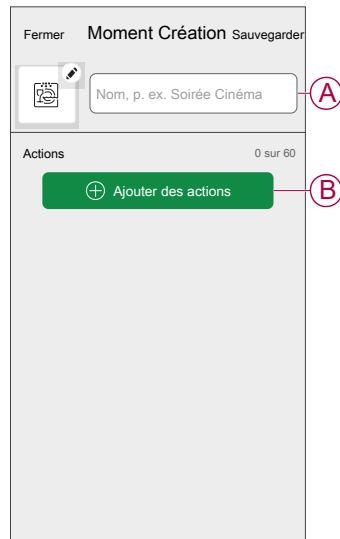 Fermer Moment Création Sauvegarder
Nom, p. ex. Soirée Cinéma A
Actions 0 sur 60
Ajouter des actions B